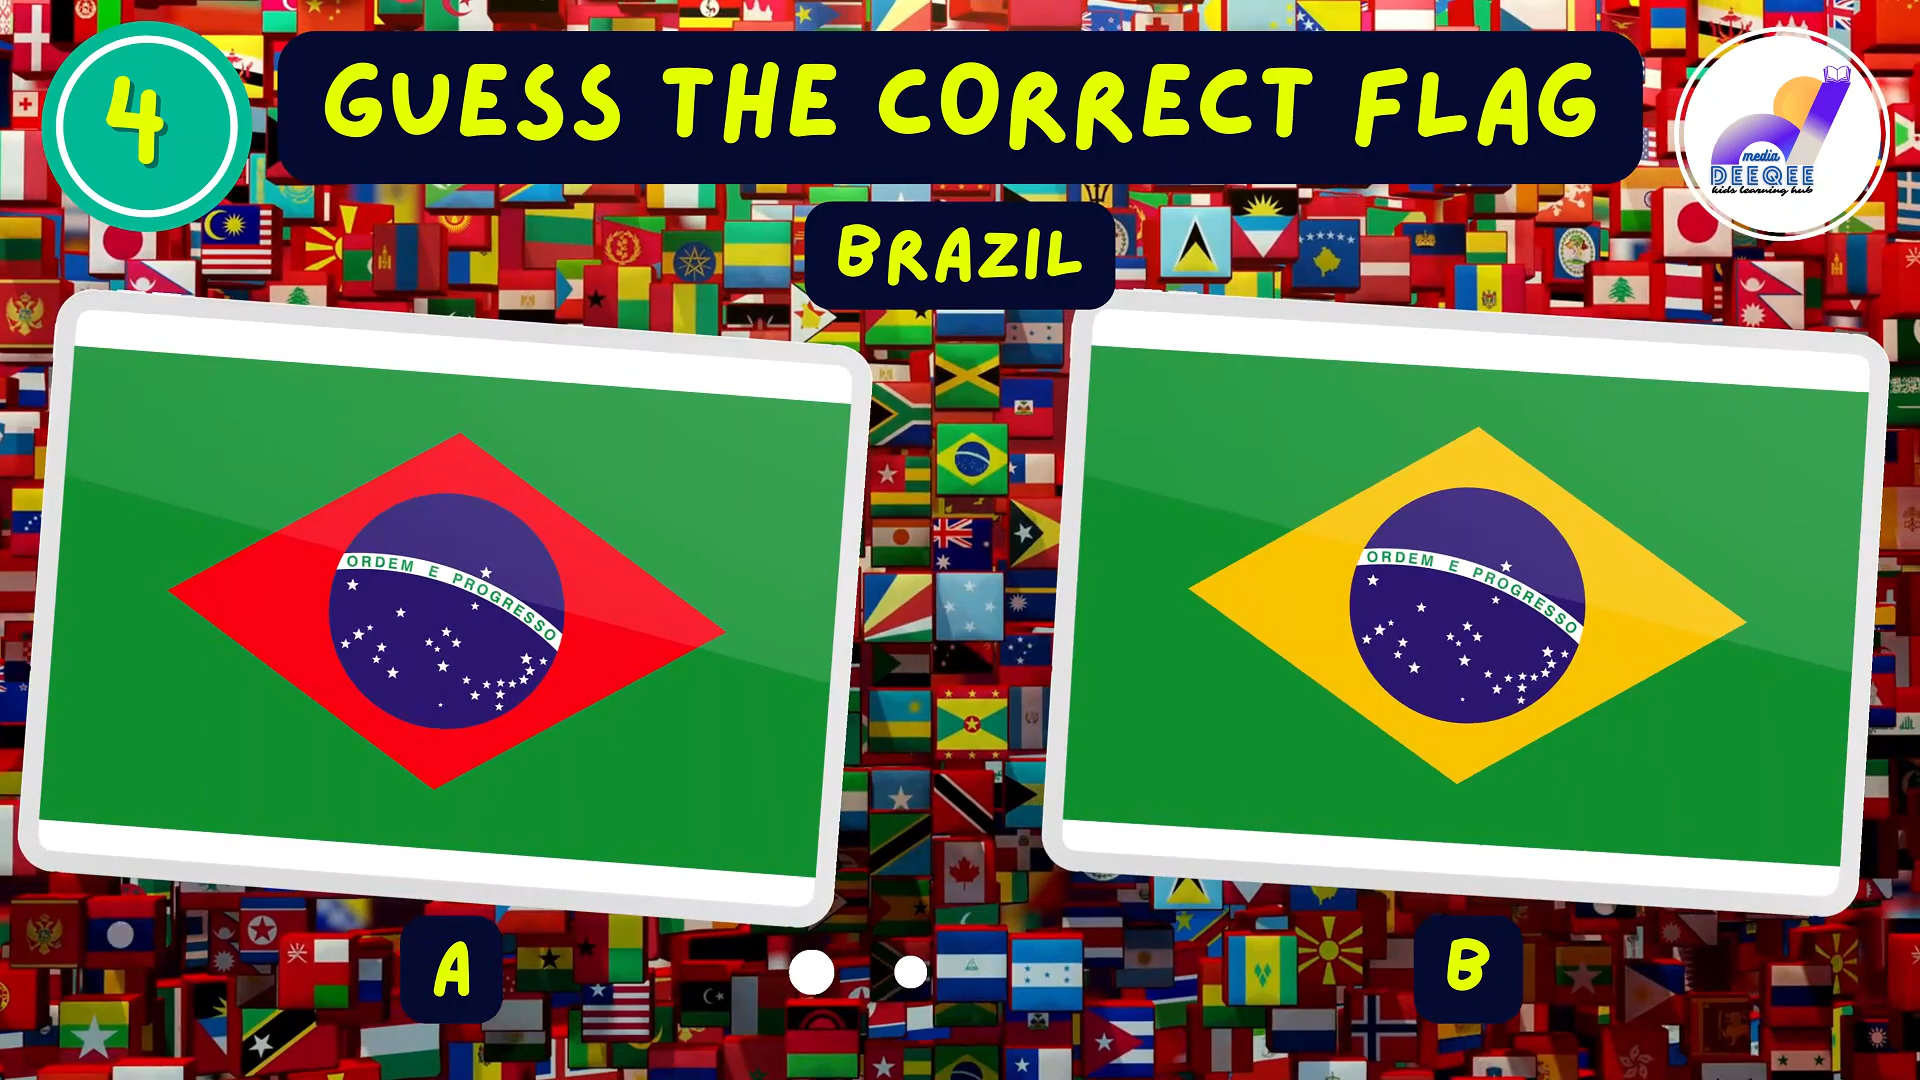 4
GUESS THE CORRECT FLAG
media
DEEQEE
kids learning hub
BRAZIL
ORDEM E PROGRESSO
ORDEM E PROGRESSO
A
B